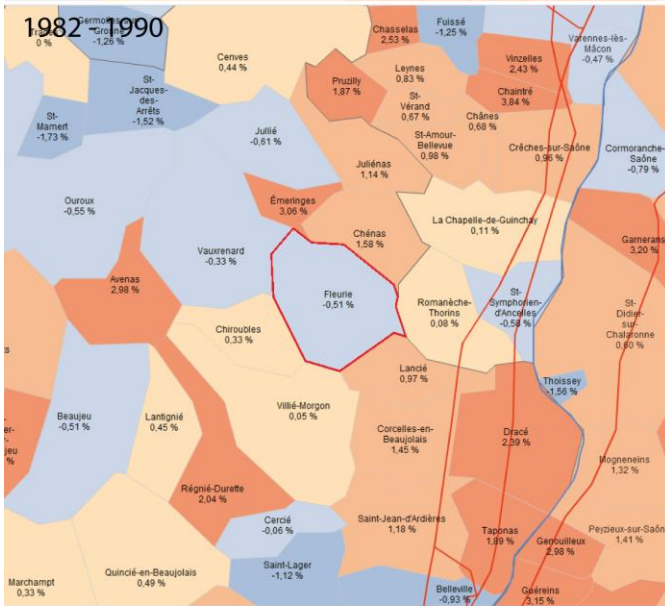 1982 - 1990
0 %
Germolles-sur-
Grosne
-1,26 %
Cenves
0,44 %
Chasselas
2,53 %
Fuissé
-1,25 %
Varennes-lès-
Mâcon
-0,47 %
Leynes
0,83 %
Vinzelles
2,43 %
Pruzilly
1,87 %
Chaintré
3,84 %
St-
Vérand
0,67 %
Chânes
0,68 %
St-
Jacques-
des-
Arrêts
-1,52 %
St-
Mamert
-1,73 %
Jullié
-0,61 %
St-Amour-
Bellevue
0,98 %
Crêches-sur-Saône
0,96 %
Cormoranche-
Saône
-0,79 %
Juliénas
1,14 %
Ouroux
-0,55 %
Émeringes
3,06 %
La Chapelle-de-Guinchay
0,11 %
Chénas
1,58 %
Garnerans
3,20 %
Vauxrenard
-0,33 %
Avenas
2,98 %
Fleurie
-0,51 %
Romanèche-
Thorins
0,08 %
St-
Symphorien-
d'Ancelles
-0,58 %
St-
Didier-
sur-
Chalaronne
0,60 %
Chiroubles
0,33 %
Lancié
0,97 %
Thoissey
-1,56 %
Beaujeu
-0,51 %
Lantignié
0,45 %
Villié-Morgon
0,05 %
Corcelles-en-
Beaujolais
1,45 %
Dracé
2,39 %
er-
jeu
%
Mogneneins
1,32 %
Régnié-Durette
2,04 %
Cercié
-0,06 %
Saint-Jean-d'Ardières
1,18 %
Taponas
1,89 %
Genouilleux
2,98 %
Peyzieux-sur-Saôn
1,41 %
Marchampt
0,33 %
Quincié-en-Beaujolais
0,49 %
Saint-Lager
-1,12 %
Belleville
-0,93 %
Guéreins
3,15 %